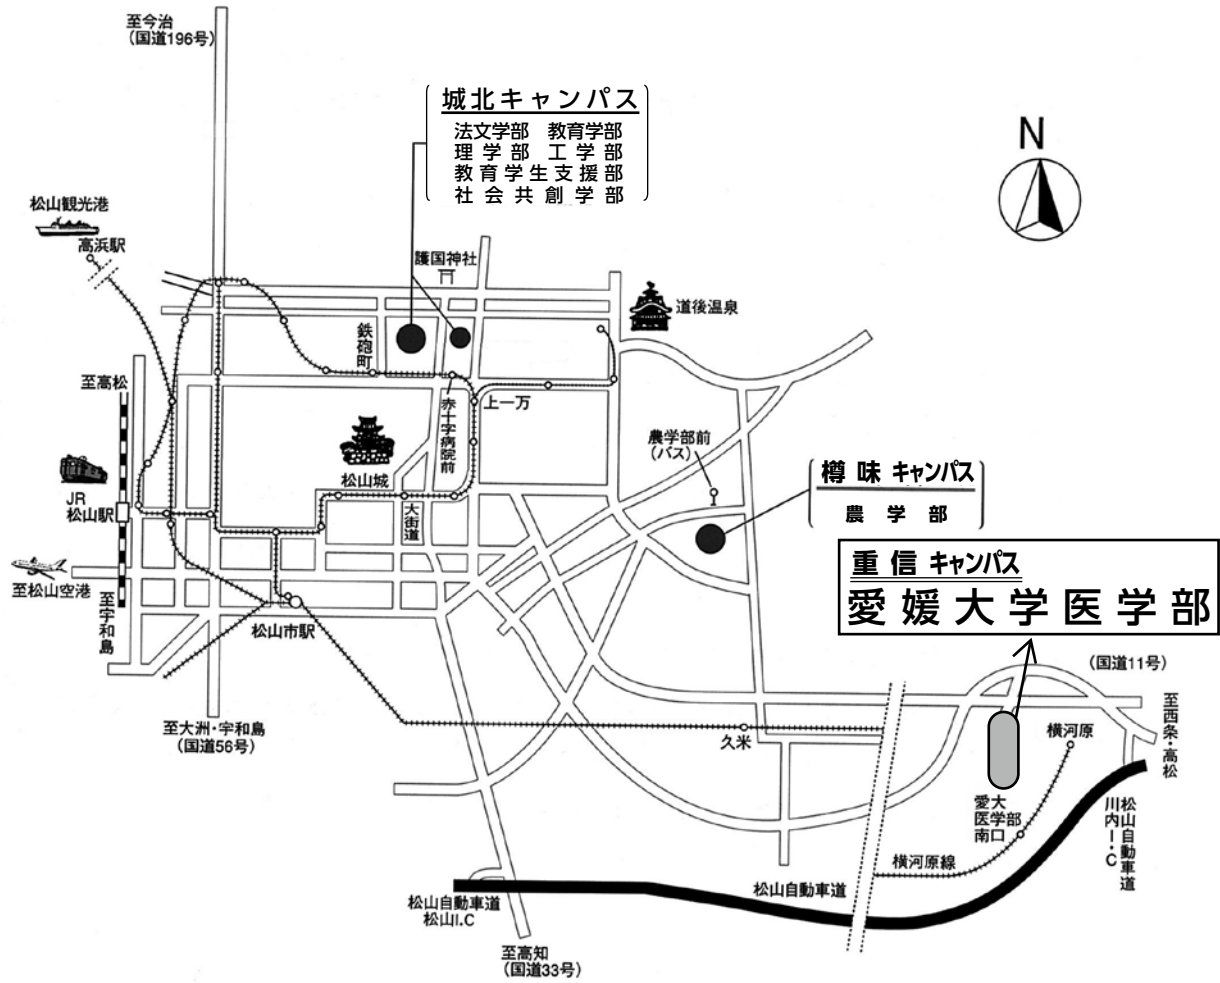 至今治
(国道196号)
城北キャンパス
法文学部　教育学部
理学部　工学部
教育学生支援部
社会共創学部
N
松山観光港
高浜駅
護国神社
道後温泉
鉄砲町
至高松
赤十字病院前
上一万
農学部前
(バス)
樽味 キャンパス
農学部
松山城
大街道
JR
松山駅
重信 キャンパス
愛媛大学医学部
至松山空港
至宇和島
松山市駅
(国道11号)
至西条・高松
至大洲・宇和島
(国道56号)
久米
横河原
愛大
医学部
南口
松山自動車道
川内I・C
横河原線
松山自動車道
松山自動車道
松山I.C
至高知
(国道33号)